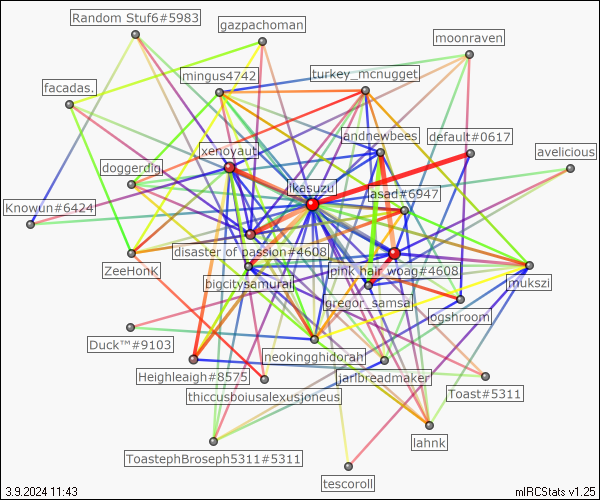 Random Stuf6#5983
gazpachoman
moonraven
mingus4742
turkey_mcnugget
facadas.
andnewbees
default#0617
xenoyaut
avelicious
doggerdig
ikasuzu
asad#6947
Knowun#6424
disaster of passion#4608
ZeeHonk
pink hair woag#4608
bigcitysamurai
mukszi
gregor_samsa
ogshroom
Duck™#9103
neokingghidorah
Heighleaigh#8575
jarlbreadmaker
Toast#5311
thiccusboiusalexusjoneus
lahnk
ToastephBroseph5311#5311
tescoroll
3.9.2024 11:43
mIRCStats v1.25